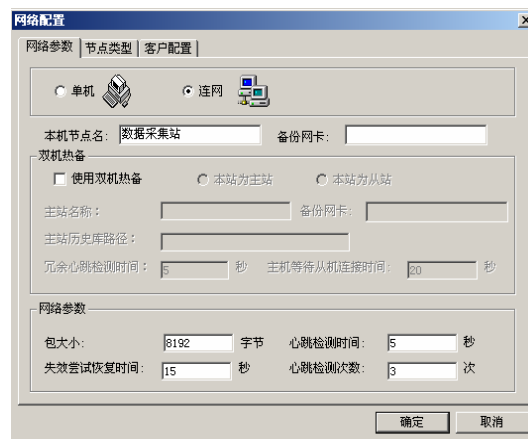 网络配置
网络参数 节点类型 客户配置
单机 连网
本机节点名: 数据采集站 备份网卡:
双机热备
使用双机热备 本站为主站 本站为从站
主站名称: 备份网卡:
主站历史库路径:
冗余心跳检测时间: 5 秒 主机等待从机连接时间: 20 秒
网络参数
包大小: 8192 字节 心跳检测时间: 5 秒
失效尝试恢复时间: 15 秒 心跳检测次数: 3 次
确定 取消